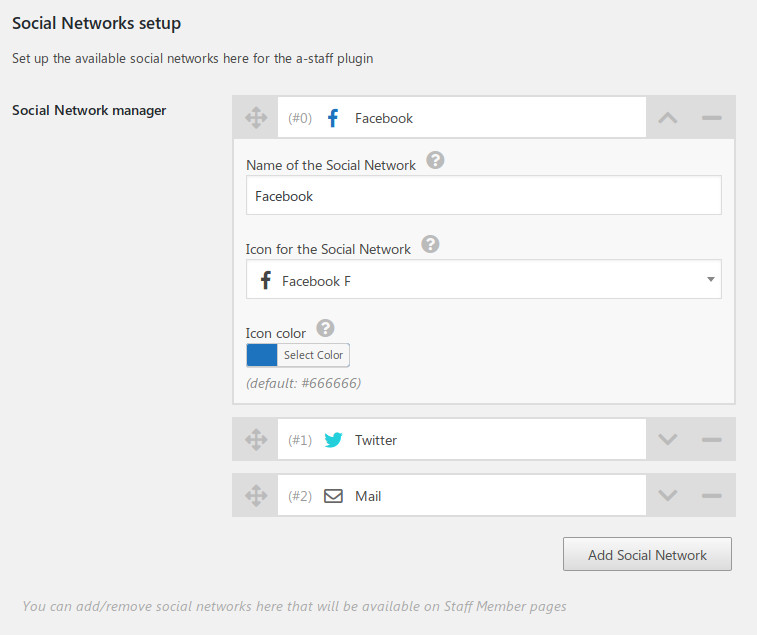 Social Networks setup
Set up the available social networks here for the a-staff plugin
Social Network manager
(#0) Facebook
Name of the Social Network ?
Facebook
Icon for the Social Network ?
Facebook F
Icon color ?
Select Color
(default: #666666)
(#1) Twitter
(#2) Mail
Add Social Network
You can add/remove social networks here that will be available on Staff Member pages